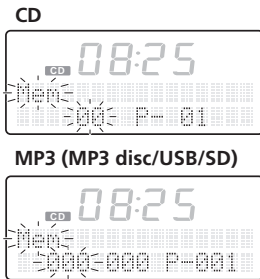 CD
08:25
CD
Mem
00 P- 01
MP3 (MP3 disc/USB/SD)
08:25
CD
Mem
000-000 P-001